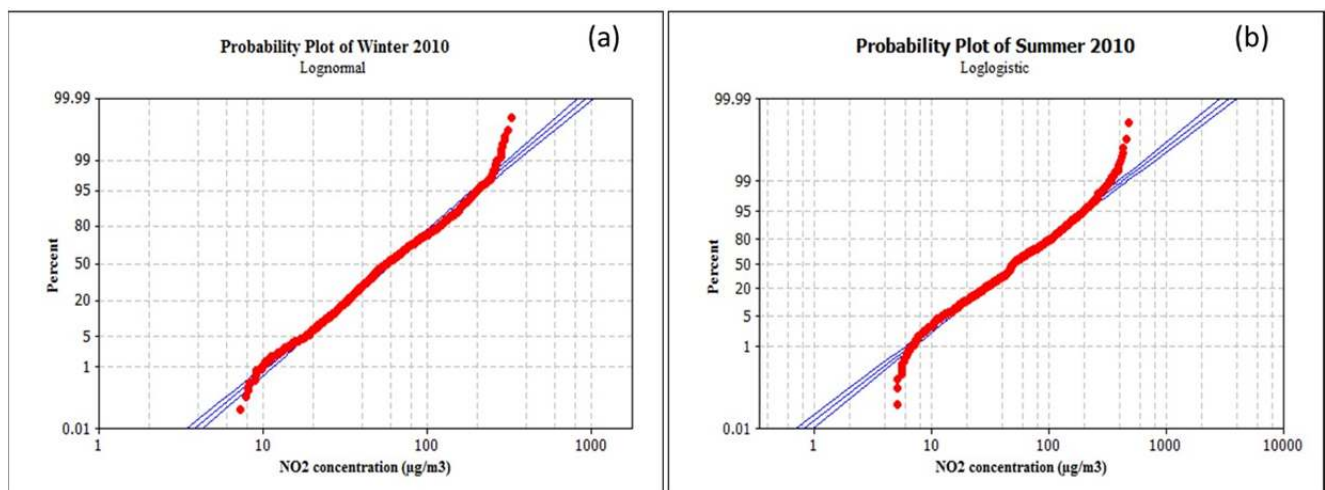 Probability Plot of Winter 2010
(a)
Lognormal
99.99
99
95
80
50
20
5
1
0.01
Percent
1
10
100
1000
NO2 concentration (µg/m3)
Probability Plot of Summer 2010
(b)
Loglogistic
99.99
99
95
80
50
20
5
1
0.01
Percent
1
10
100
1000
10000
NO2 concentration (µg/m3)